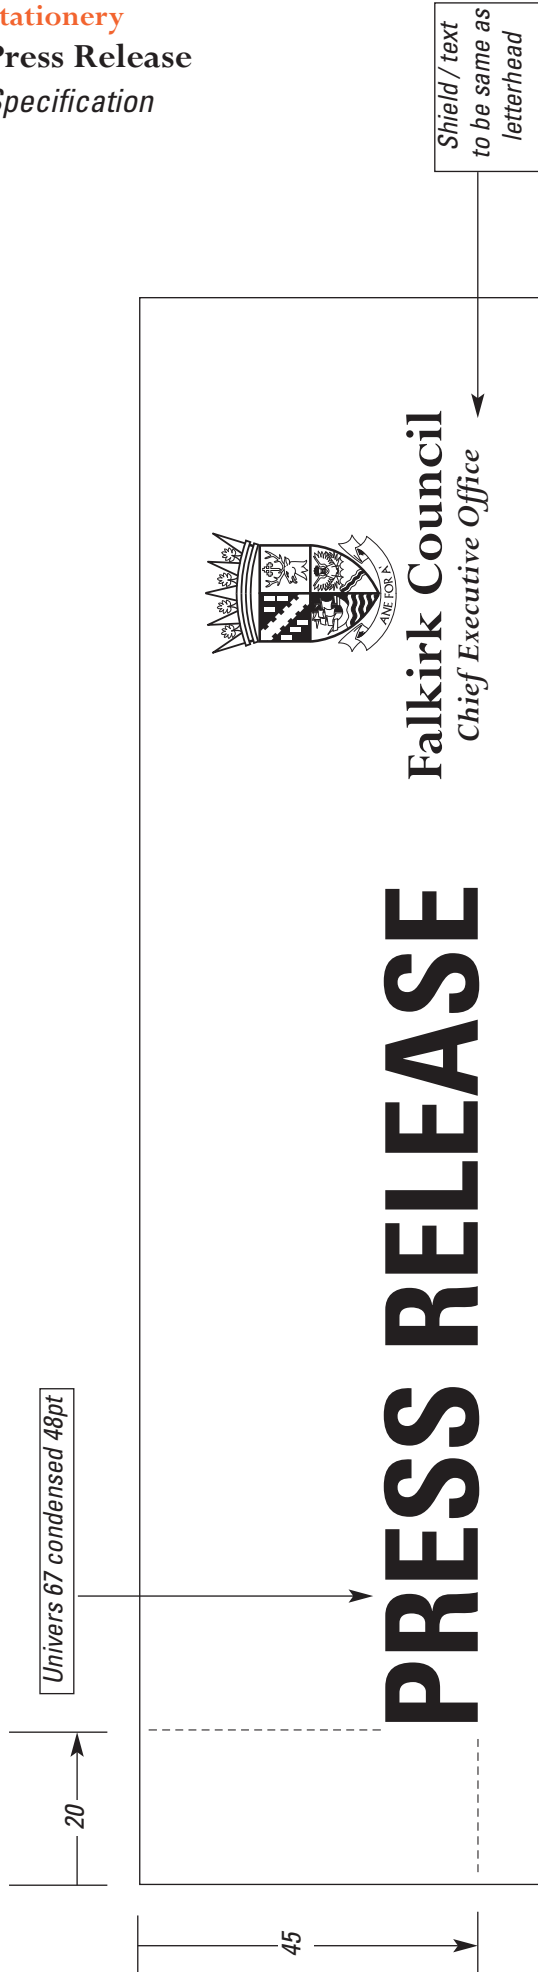 tationery
Press Release
Specification
Shield / text
to be same as
letterhead
ANE FOR A'
Falkirk Council
Chief Executive Office
PRESS RELEASE
Univers 67 condensed 48pt
20
45